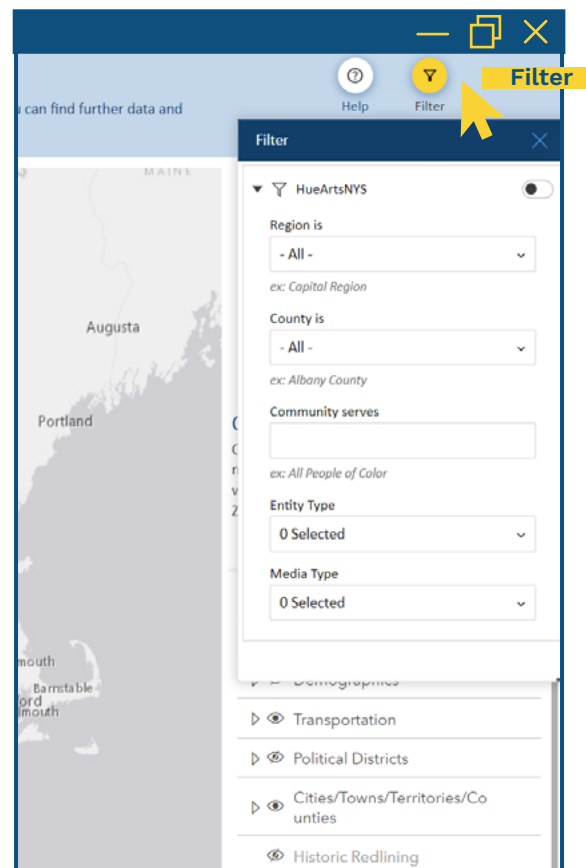 Filter
can find further data and
Help
Filter
Filter
MAINE
HueArtsNYS
Region is
- All -
ex: Capital Region
Augusta
County is
- All -
ex: Albany County
Portland
Community serves
ex: All People of Color
Entity Type
0 Selected
Media Type
0 Selected
mouth
Barnstable
ord
lmouth
Demographics
Transportation
Political Districts
Cities/Towns/Territories/Co
unties
Historic Redlining